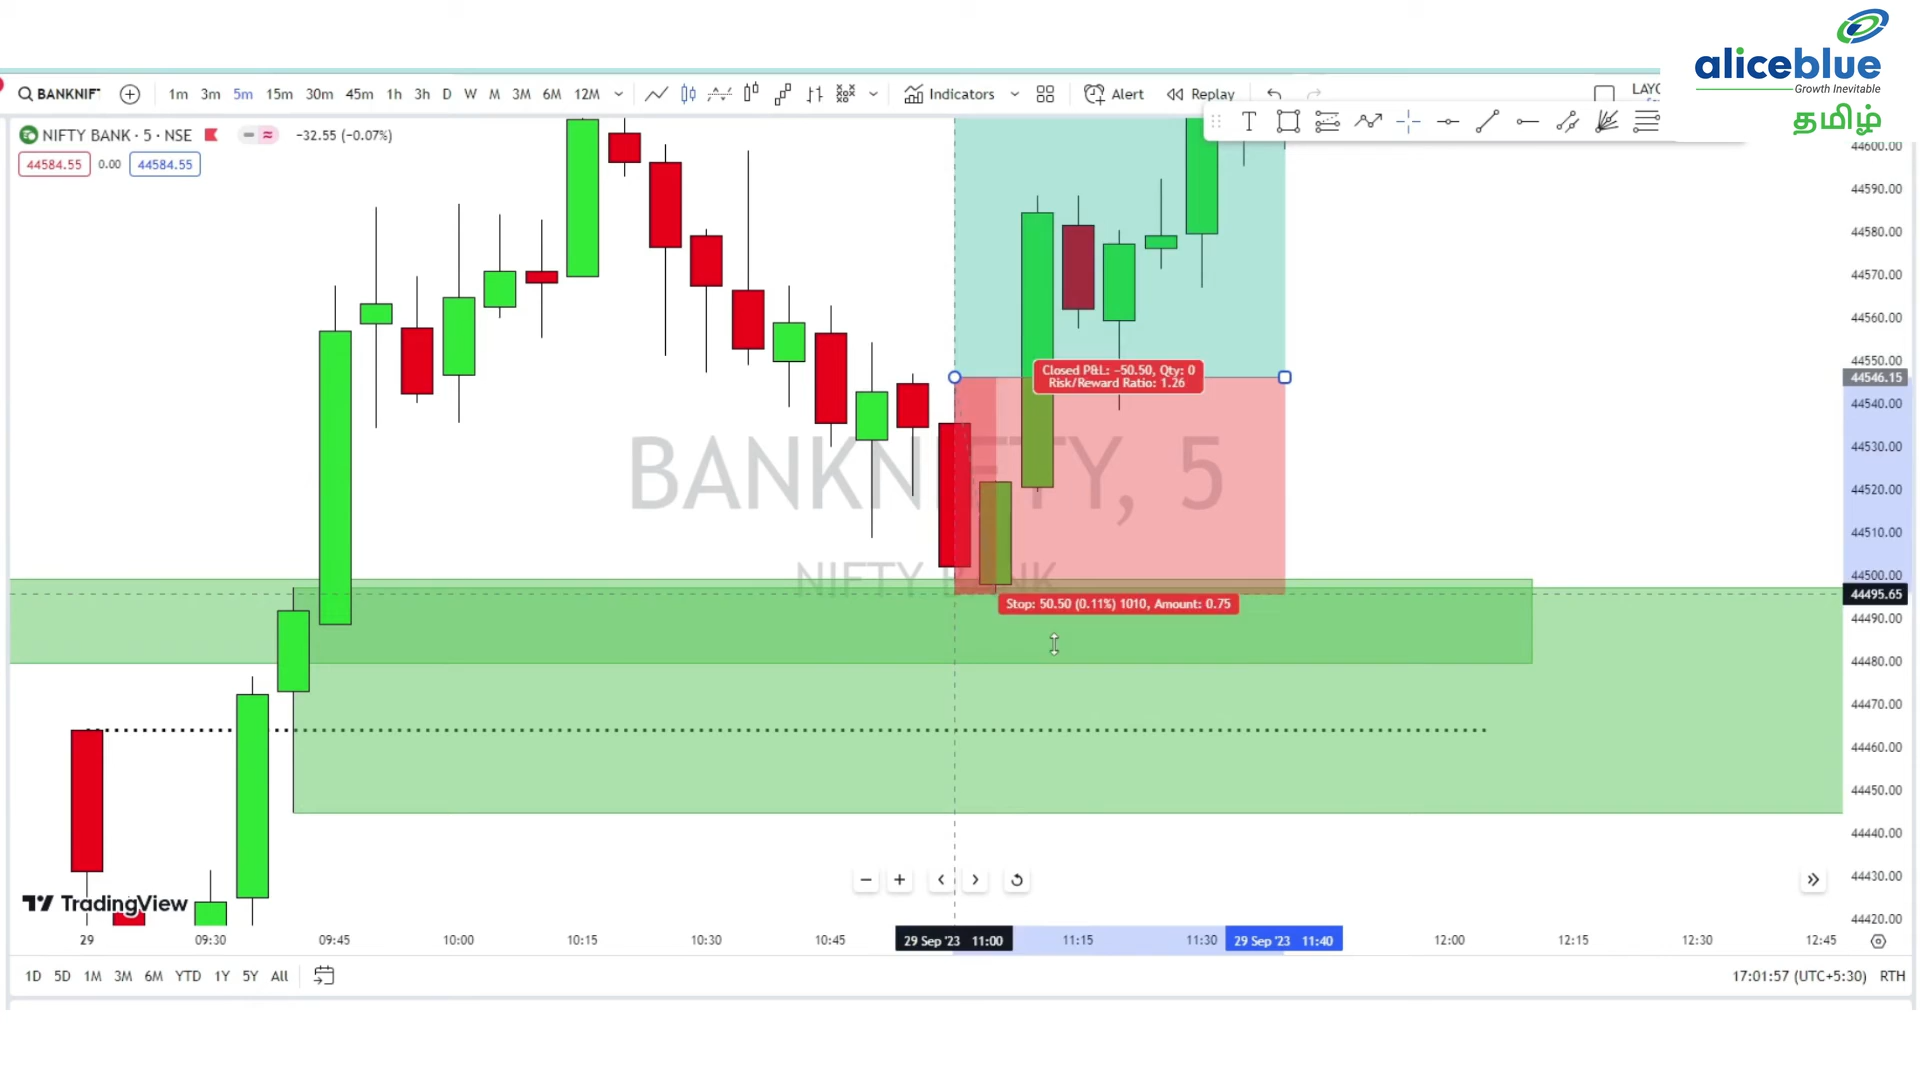 aliceblue
Growth Inevitable
தமிழ்
BANKNIFT 1m 3m 5m 15m 30m 45m 1h 3h D W M 3M 6M 12M Indicators Alert Replay
NIFTY BANK · 5 · NSE −32.55 (−0.07%)
44584.55 0.00 44584.55
44600.00
44590.00
44580.00
44570.00
44560.00
44550.00
44546.15
44540.00
44530.00
44520.00
44510.00
44500.00
44495.65
44490.00
44480.00
44470.00
44460.00
44450.00
44440.00
44430.00
44420.00
Closed P&L: −50.50, Qty: 0
Risk/Reward Ratio: 1.26
BANKNIFTY, 5
NIFTY BANK
Stop: 50.50 (0.11%) 1010, Amount: 0.75
TradingView
29 09:30 09:45 10:00 10:15 10:30 10:45 29 Sep '23 11:00 11:15 11:30 29 Sep '23 11:40 12:00 12:15 12:30 12:45
1D 5D 1M 3M 6M YTD 1Y 5Y All 17:01:57 (UTC+5:30) RTH